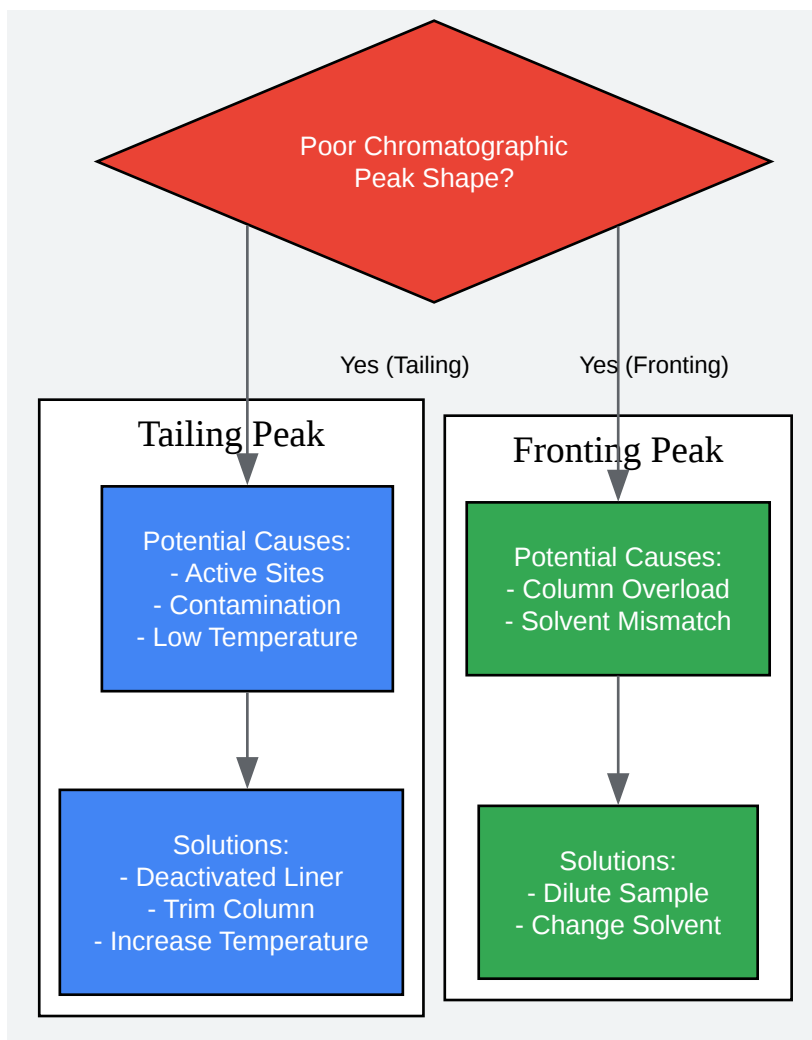 Poor Chromatographic
Peak Shape?
Yes (Tailing)
Yes (Fronting)
Tailing Peak
Potential Causes:
- Active Sites
- Contamination
- Low Temperature
Solutions:
- Deactivated Liner
- Trim Column
- Increase Temperature
Fronting Peak
Potential Causes:
- Column Overload
- Solvent Mismatch
Solutions:
- Dilute Sample
- Change Solvent